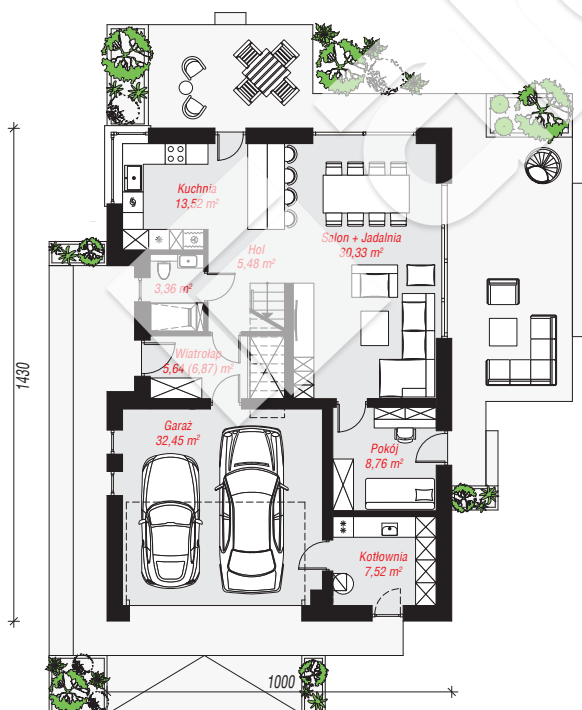 Kuchnia
13,52 m²
Salon + Jadalnia
30,33 m²
Hol
5,48 m²
3,36 m²
Wiatrołap
5,64 (6,87) m²
Garaż
32,45 m²
Pokój
8,76 m²
Kotłownia
7,52 m²
1430
1000